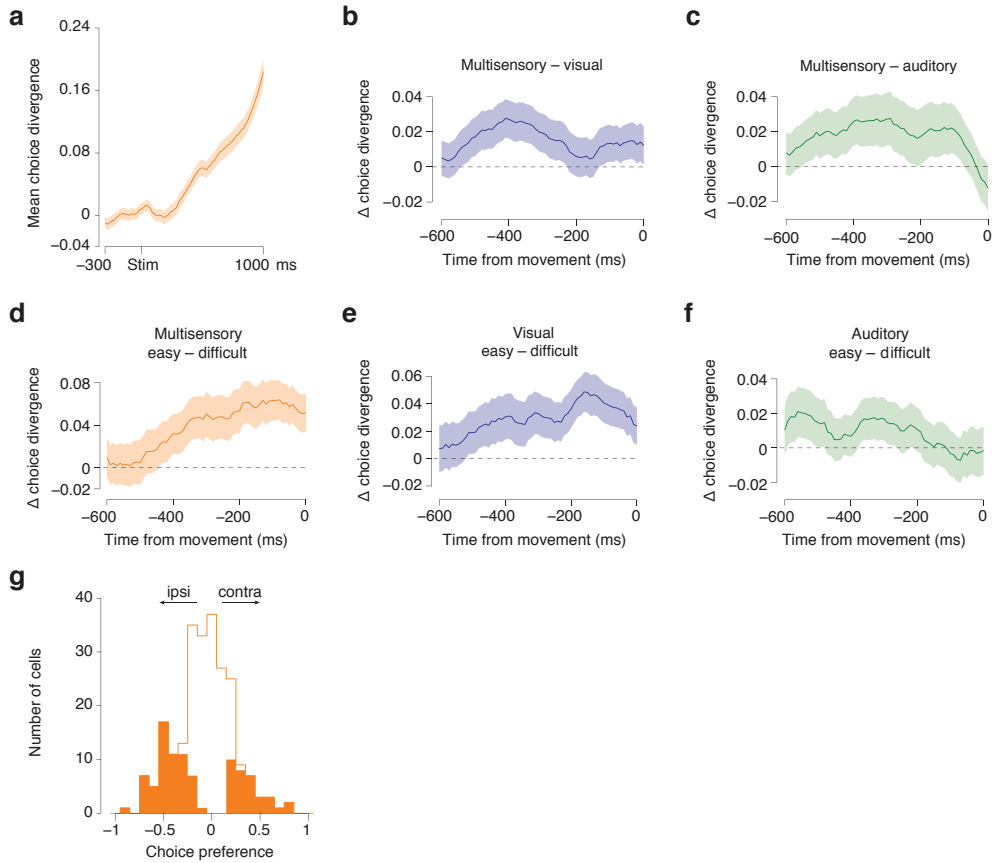 a
0.24
0.16
0.08
0
−0.04
Mean choice divergence
−300 Stim 1000 ms
b
Multisensory – visual
0.04
0.02
0
−0.02
Δ choice divergence
−600 −400 −200 0
Time from movement (ms)
c
Multisensory – auditory
0.04
0.02
0
−0.02
Δ choice divergence
−600 −400 −200 0
Time from movement (ms)
d
Multisensory
easy – difficult
0.08
0.04
0
−0.02
Δ choice divergence
−600 −400 −200 0
Time from movement (ms)
e
Visual
easy – difficult
0.06
0.04
0.02
0
−0.02
Δ choice divergence
−600 −400 −200 0
Time from movement (ms)
f
Auditory
easy – difficult
0.04
0.02
0
−0.02
Δ choice divergence
−600 −400 −200 0
Time from movement (ms)
g
ipsi contra
40
30
20
10
0
Number of cells
−1 −0.5 0 0.5 1
Choice preference